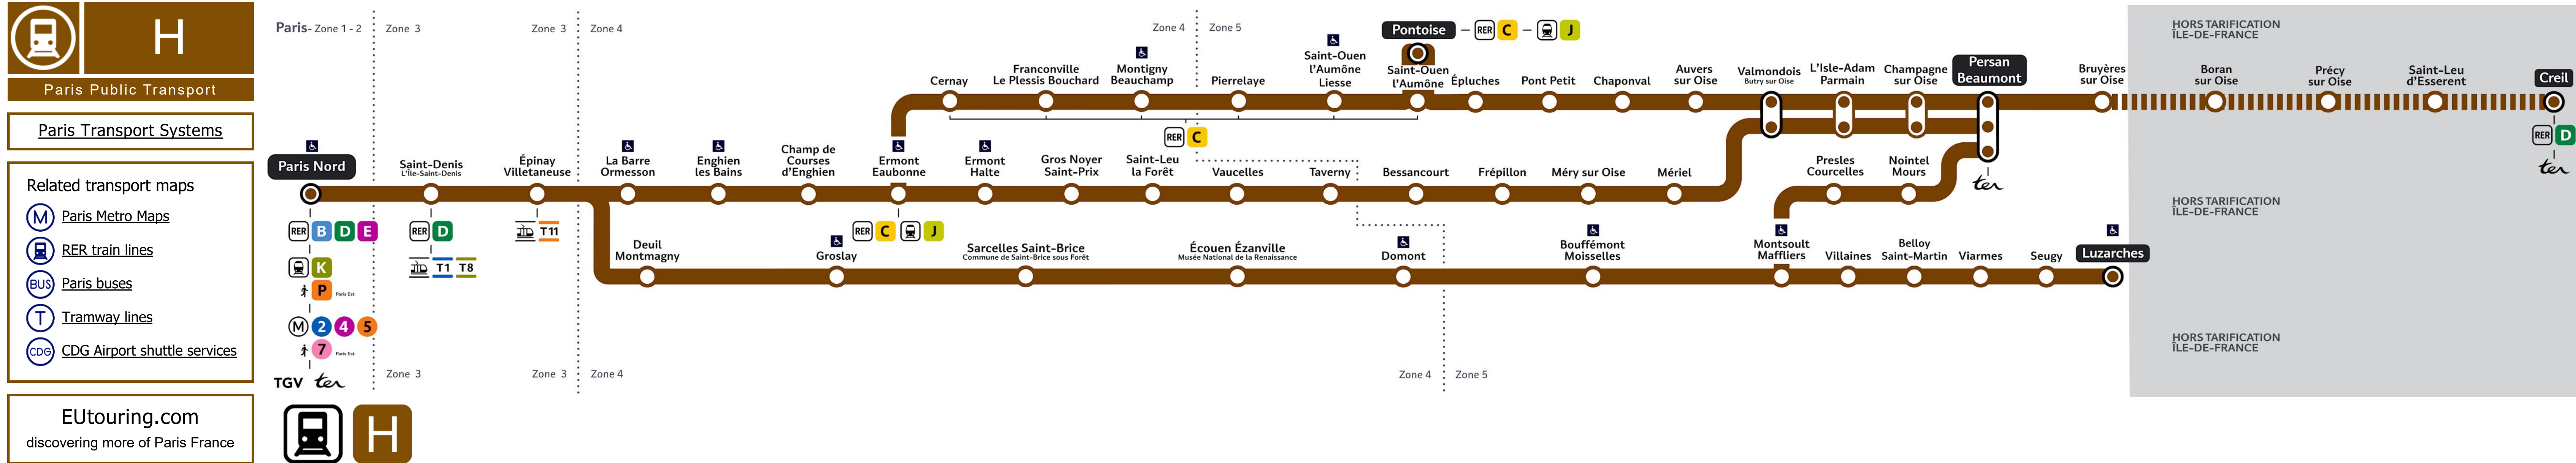 H
Paris Public Transport
Paris Transport Systems
Related transport maps
M Paris Metro Maps
RER train lines
BUS Paris buses
T Tramway lines
CDG CDG Airport shuttle services
EUtouring.com
discovering more of Paris France
Paris- Zone 1 - 2
Zone 3
Zone 3
Zone 4
Zone 4
Zone 5
HORS TARIFICATION
ÎLE-DE-FRANCE
Pontoise – RER C – J
Cernay
Franconville
Le Plessis Bouchard
Montigny
Beauchamp
Pierrelaye
Saint-Ouen
l'Aumône
Liesse
Saint-Ouen
l'Aumône
Épluches
Pont Petit
Chaponval
Auvers
sur Oise
Valmondois
Butry sur Oise
L'Isle-Adam
Parmain
Champagne
sur Oise
Persan
Beaumont
Bruyères
sur Oise
Boran
sur Oise
Précy
sur Oise
Saint-Leu
d'Esserent
Creil
RER C
RER D
ter
Paris Nord
Saint-Denis
L'Île-Saint-Denis
Épinay
Villetaneuse
La Barre
Ormesson
Enghien
les Bains
Champ de
Courses
d'Enghien
Ermont
Eaubonne
Ermont
Halte
Gros Noyer
Saint-Prix
Saint-Leu
la Forêt
Vaucelles
Taverny
Bessancourt
Frépillon
Méry sur Oise
Mériel
Presles
Courcelles
Nointel
Mours
ter
HORS TARIFICATION
ÎLE-DE-FRANCE
RER B D E
RER D
T11
RER C J
K
T1 T8
P Paris Est
M 2 4 5
7 Paris Est
TGV ter
Deuil
Montmagny
Groslay
Sarcelles Saint-Brice
Commune de Saint-Brice sous Forêt
Écouen Ézanville
Musée National de la Renaissance
Domont
Bouffémont
Moisselles
Montsoult
Maffliers
Villaines
Belloy
Saint-Martin
Viarmes
Seugy
Luzarches
HORS TARIFICATION
ÎLE-DE-FRANCE
Zone 3
Zone 3
Zone 4
Zone 4
Zone 5
H